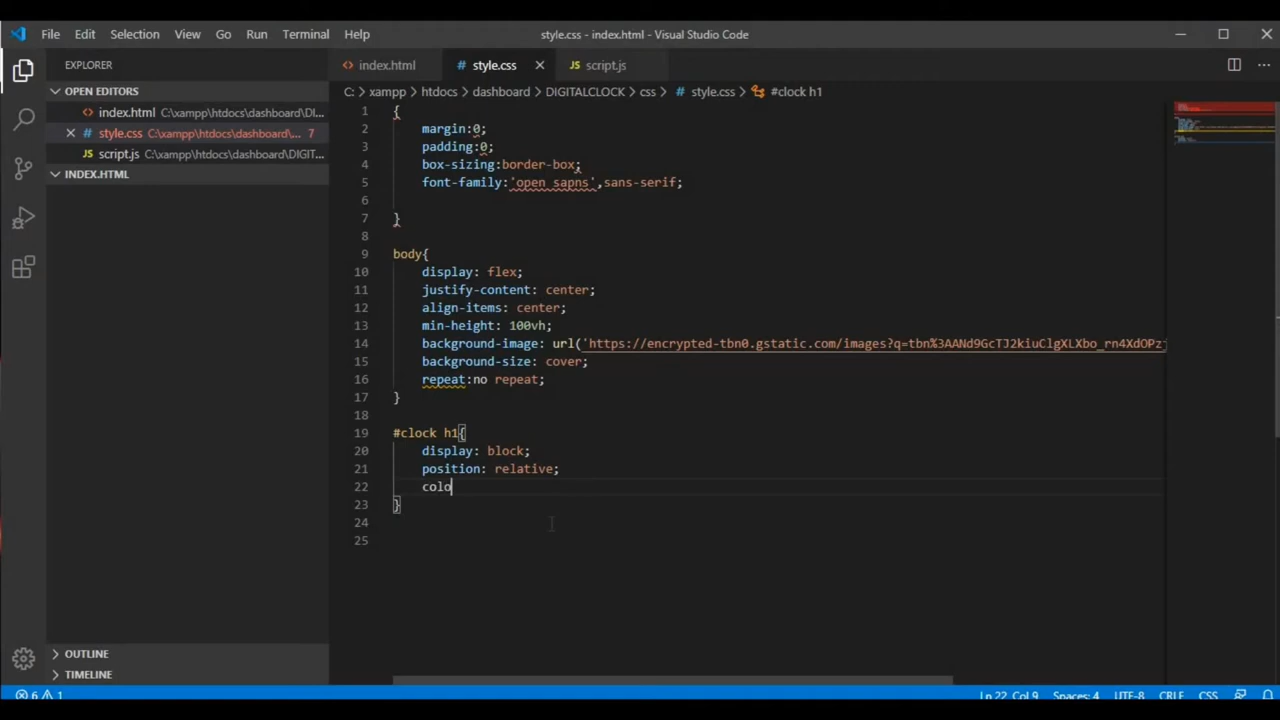 File Edit Selection View Go Run Terminal Help
style.css - index.html - Visual Studio Code
EXPLORER
OPEN EDITORS
index.html C:\xampp\htdocs\dashboard\DI...
style.css C:\xampp\htdocs\dashboard\... 7
script.js C:\xampp\htdocs\dashboard\DIGIT...
INDEX.HTML
OUTLINE
TIMELINE
index.html style.css script.js
C: > xampp > htdocs > dashboard > DIGITALCLOCK > css > # style.css > #clock h1
1 {
2 margin:0;
3 padding:0;
4 box-sizing:border-box;
5 font-family:'open sapns',sans-serif;
6
7 }
8
9 body{
10 display: flex;
11 justify-content: center;
12 align-items: center;
13 min-height: 100vh;
14 background-image: url('https://encrypted-tbn0.gstatic.com/images?q=tbn%3AANd9GcTJ2kiuClgXLXbo_rn4XdOPz
15 background-size: cover;
16 repeat:no repeat;
17 }
18
19 #clock h1{
20 display: block;
21 position: relative;
22 colo
23 }
24
25
6 1
Ln 22, Col 9 Spaces: 4 UTF-8 CRLF CSS